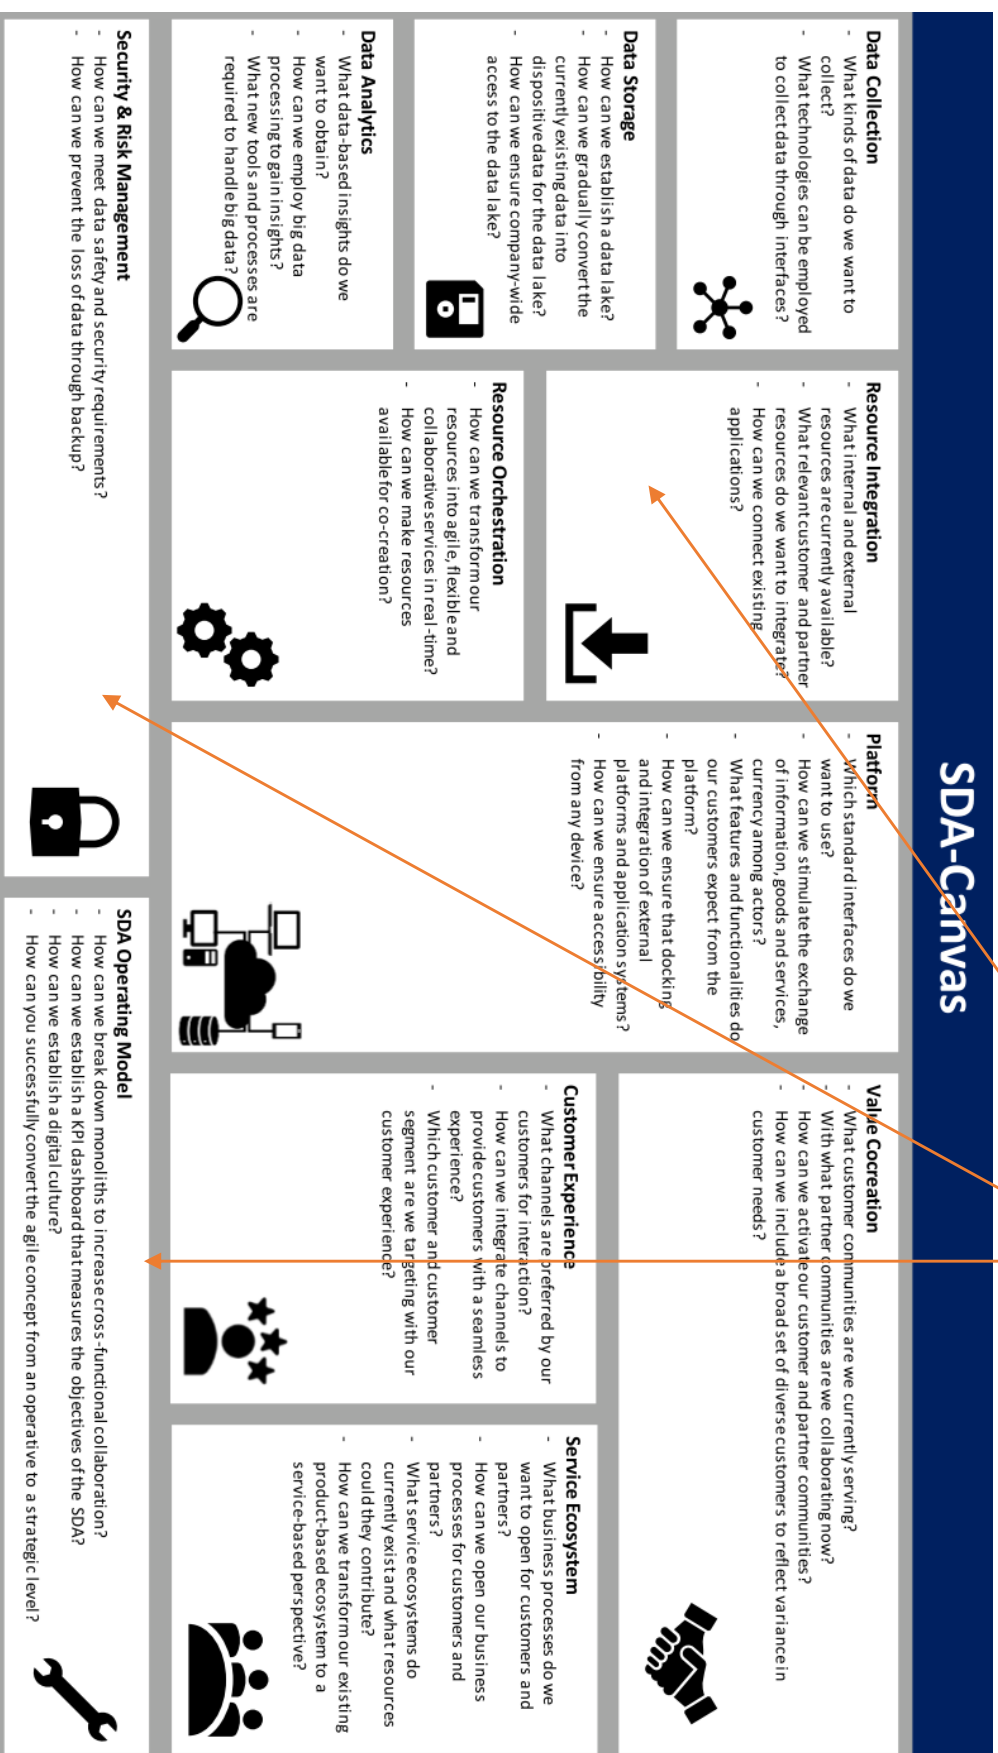 SDA-Canvas
Data Collection
- What kinds of data do we want to
collect?
- What technologies can be employed
to collect data through interfaces?
Data Storage
- How can we establish a data lake?
- How can we gradually convert the
currently existing data into
dispositive data for the data lake?
- How can we ensure company-wide
access to the data lake?
Data Analytics
- What data-based insights do we
want to obtain?
- How can we employ big data
processing to gain insights?
- What new tools and processes are
required to handle big data?
Resource Integration
- What internal and external
resources are currently available?
- What relevant customer and partner
resources do we want to integrate?
- How can we connect existing
applications?
Resource Orchestration
- How can we transform our
resources into agile, flexible and
collaborative services in real-time?
- How can we make resources
available for co-creation?
Platform
- Which standard interfaces do we
want to use?
- How can we stimulate the exchange
of information, goods and services,
currency among actors?
- What features and functionalities do
our customers expect from the
platform?
- How can we ensure that docking
and integration of external
platforms and application systems?
- How can we ensure accessibility
from any device?
Value Cocreation
- What customer communities are we currently serving?
- With what partner communities are we collaborating now?
- How can we activate our customer and partner communities?
- How can we include a broad set of diverse customers to reflect variance in
customer needs?
Customer Experience
- What channels are preferred by our
customers for interaction?
- How can we integrate channels to
provide customers with a seamless
experience?
- Which customer and customer
segment are we targeting with our
customer experience?
Service Ecosystem
- What business processes do we
want to open for customers and
partners?
- How can we open our business
processes for customers and
partners?
- What service ecosystems do
currently exist and what resources
could they contribute?
- How can we transform our existing
product-based ecosystem to a
service-based perspective?
Security & Risk Management
- How can we meet data safety and security requirements?
- How can we prevent the loss of data through backup?
SDA Operating Model
- How can we break down monoliths to increase cross-functional collaboration?
- How can we establish a KPI dashboard that measures the objectives of the SDA?
- How can we establish a digital culture?
- How can you successfully convert the agile concept from an operative to a strategic level?